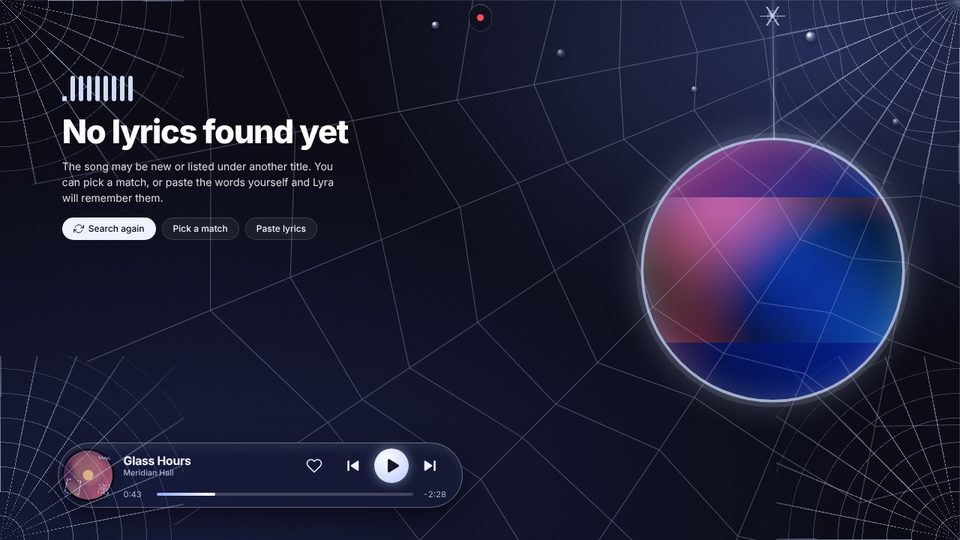 No lyrics found yet
The song may be new or listed under another title. You
can pick a match, or paste the words yourself and Lyra
will remember them.
Search again
Pick a match
Paste lyrics
Glass Hours
Meridian Hall
0:43
-2:28